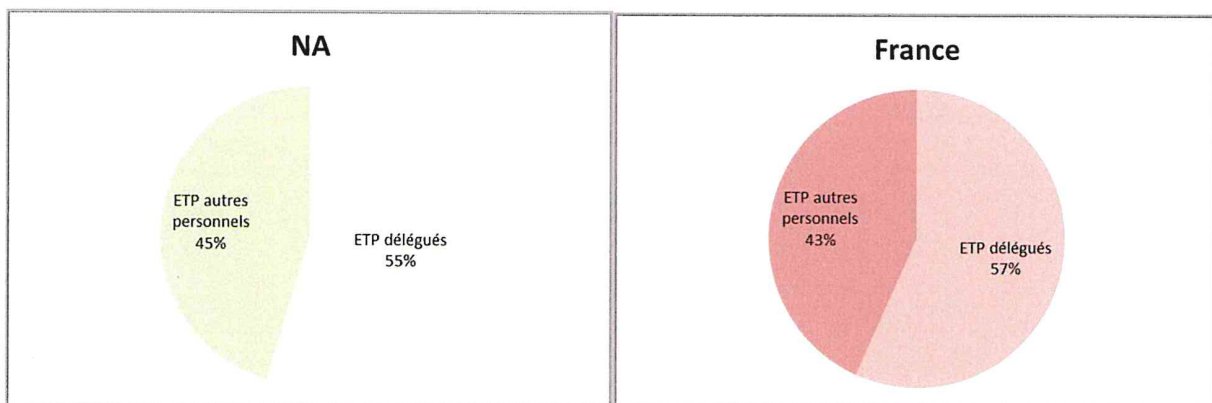 NA
ETP autres
personnels
45%
ETP délégués
55%
France
ETP autres
personnels
43%
ETP délégués
57%